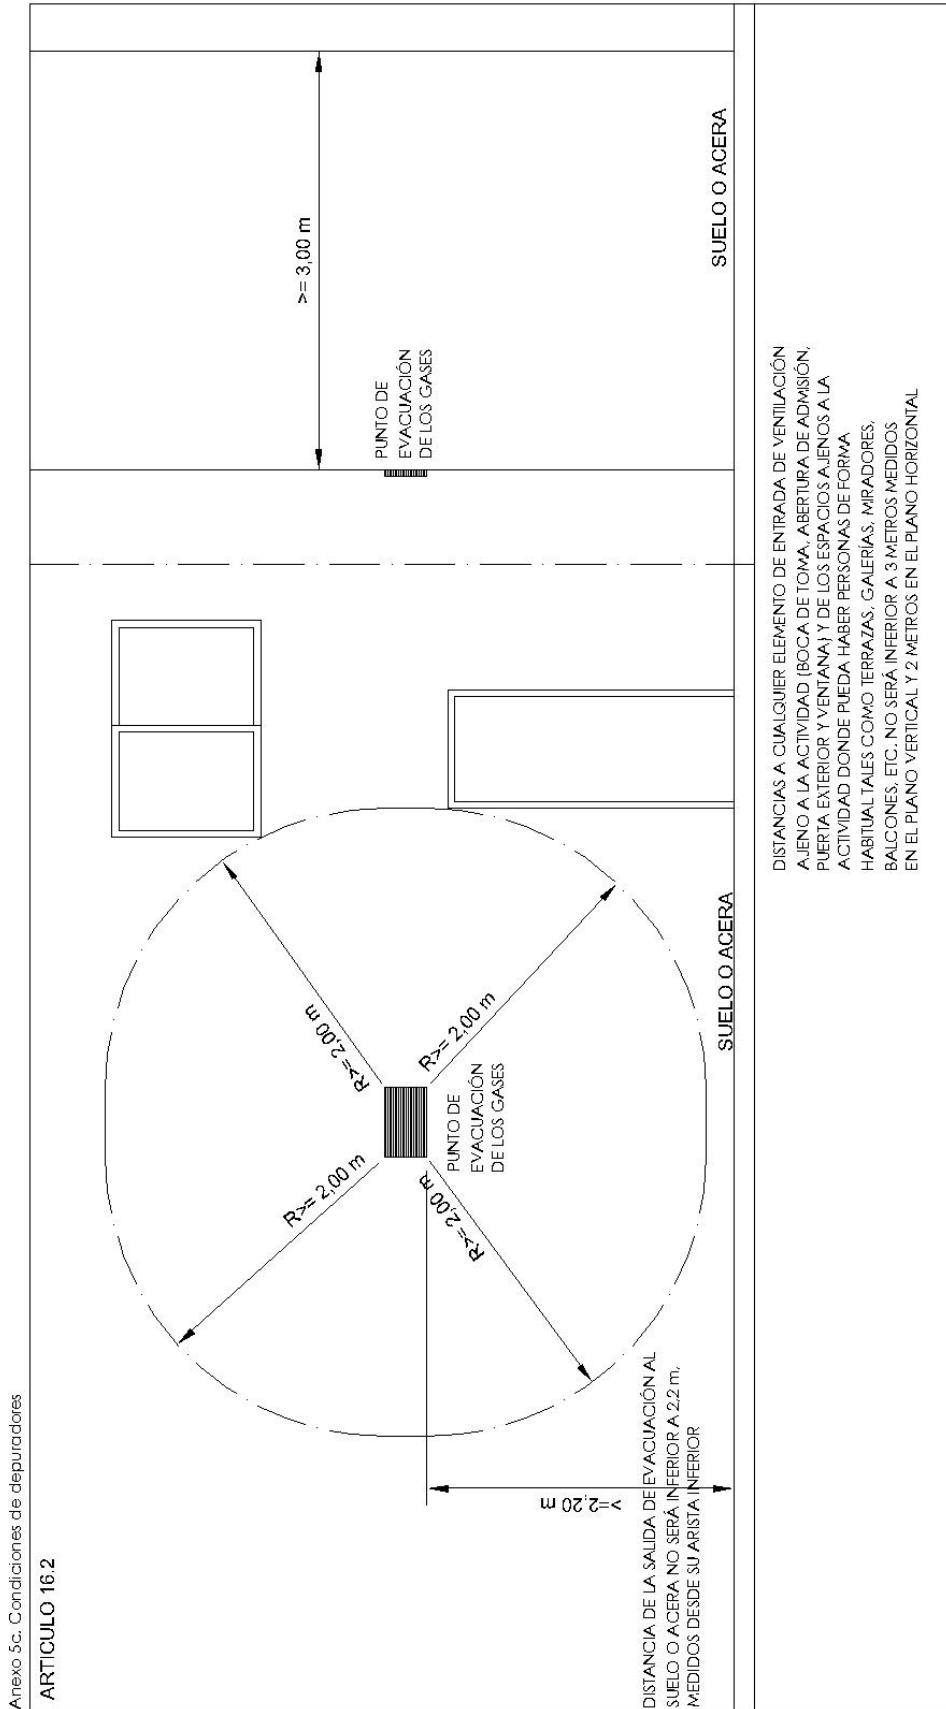 Anexo 5c. Condiciones de depuradores
ARTICULO 16.2
R>= 2,00 m
R>= 2,00 m
R>= 2,00 m
R>= 2,00 m
PUNTO DE
EVACUACIÓN
DE LOS GASES
>=2,20 m
DISTANCIA DE LA SALIDA DE EVACUACIÓN AL
SUELO O ACERA NO SERÁ INFERIOR A 2,2 m,
MEDIDOS DESDE SU ARISTA INFERIOR
SUELO O ACERA
>= 3,00 m
PUNTO DE
EVACUACIÓN
DE LOS GASES
SUELO O ACERA
DISTANCIAS A CUALQUIER ELEMENTO DE ENTRADA DE VENTILACIÓN
AJENO A LA ACTIVIDAD (BOCA DE TOMA, ABERTURA DE ADMISIÓN,
PUERTA EXTERIOR Y VENTANA) Y DE LOS ESPACIOS AJENOS A LA
ACTIVIDAD DONDE PUEDA HABER PERSONAS DE FORMA
HABITUAL TALES COMO TERRAZAS, GALERÍAS, MIRADORES,
BALCONES, ETC. NO SERÁ INFERIOR A 3 METROS MEDIDOS
EN EL PLANO VERTICAL Y 2 METROS EN EL PLANO HORIZONTAL